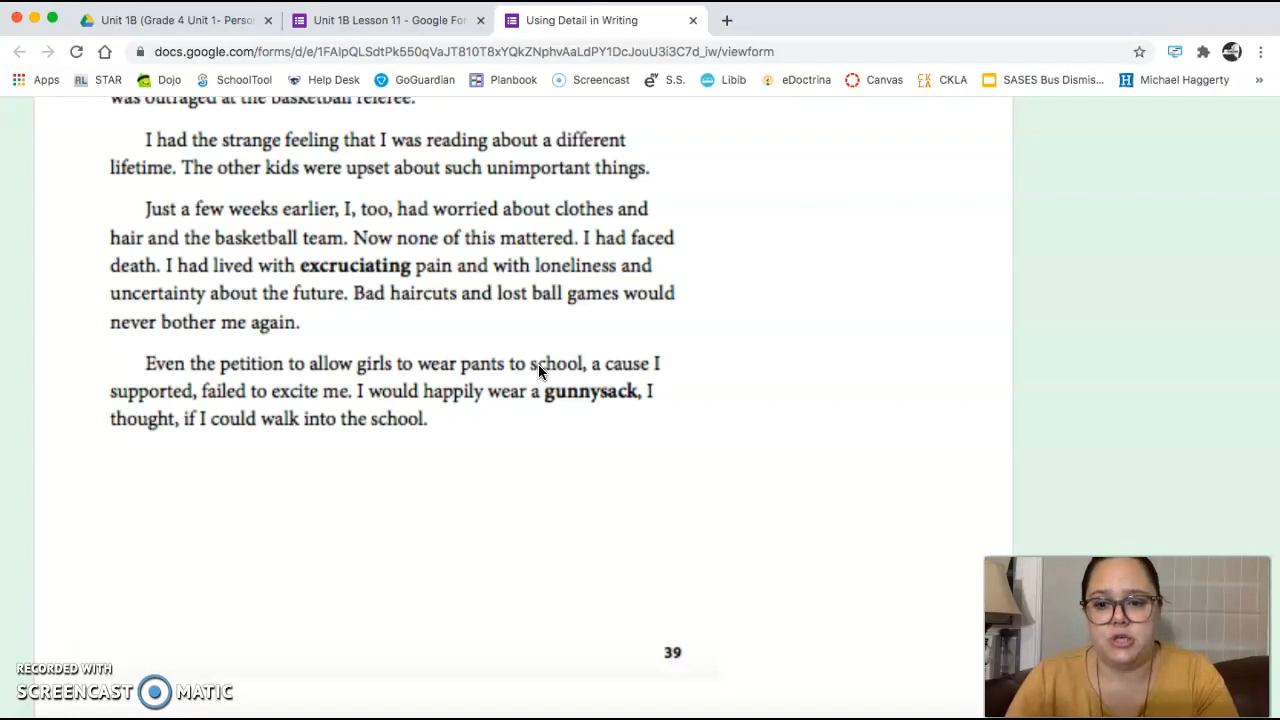 Unit 1B (Grade 4 Unit 1- Perso
Unit 1B Lesson 11 - Google For
Using Detail in Writing
docs.google.com/forms/d/e/1FAIpQLSdtPk550qVaJT810T8xYQkZNphvAaLdPY1DcJouU3i3C7d_iw/viewform
Apps RL STAR Dojo SchoolTool Help Desk GoGuardian Planbook Screencast S.S. Libib eDoctrina Canvas CKLA SASES Bus Dismis... Michael Haggerty »
was outraged at the basketball referee.
I had the strange feeling that I was reading about a different
lifetime. The other kids were upset about such unimportant things.
Just a few weeks earlier, I, too, had worried about clothes and
hair and the basketball team. Now none of this mattered. I had faced
death. I had lived with excruciating pain and with loneliness and
uncertainty about the future. Bad haircuts and lost ball games would
never bother me again.
Even the petition to allow girls to wear pants to school, a cause I
supported, failed to excite me. I would happily wear a gunnysack, I
thought, if I could walk into the school.
39
RECORDED WITH
SCREENCAST MATIC